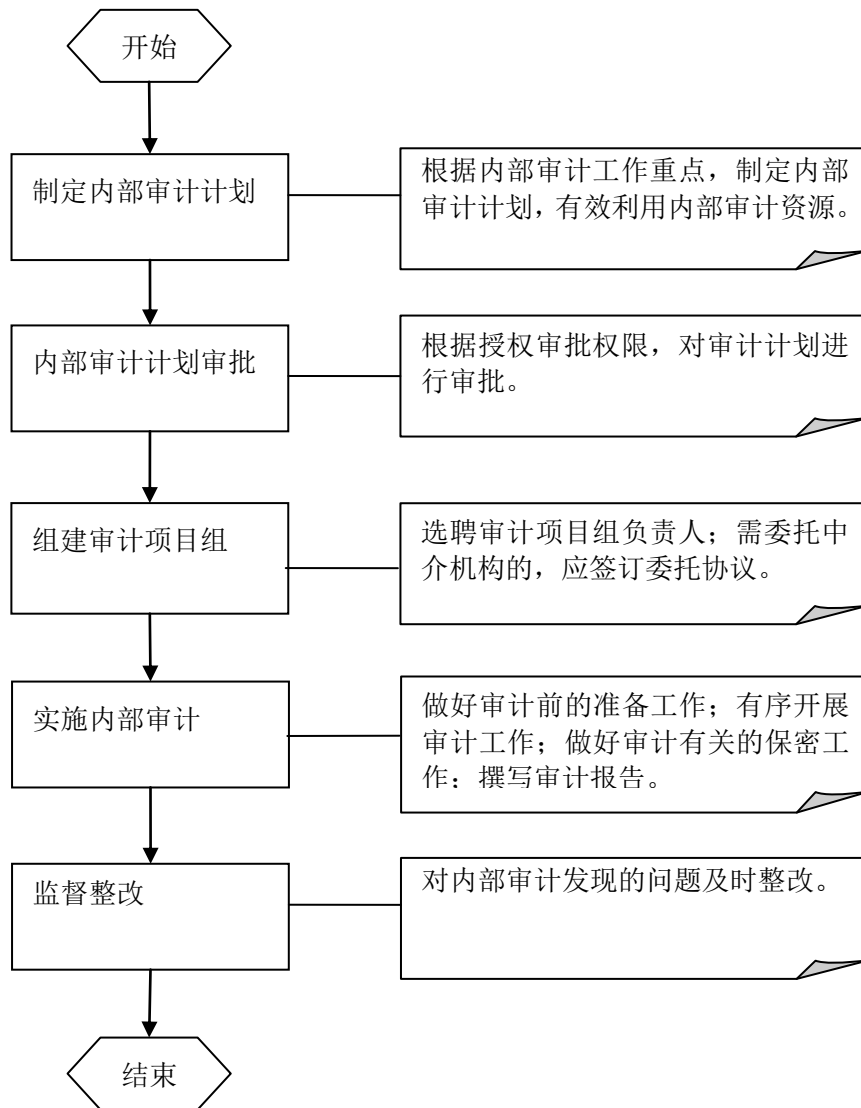 开始
制定内部审计计划
根据内部审计工作重点，制定内部
审计计划，有效利用内部审计资源。
内部审计计划审批
根据授权审批权限，对审计计划进
行审批。
组建审计项目组
选聘审计项目组负责人；需委托中
介机构的，应签订委托协议。
实施内部审计
做好审计前的准备工作；有序开展
审计工作；做好审计有关的保密工
作；撰写审计报告。
监督整改
对内部审计发现的问题及时整改。
结束